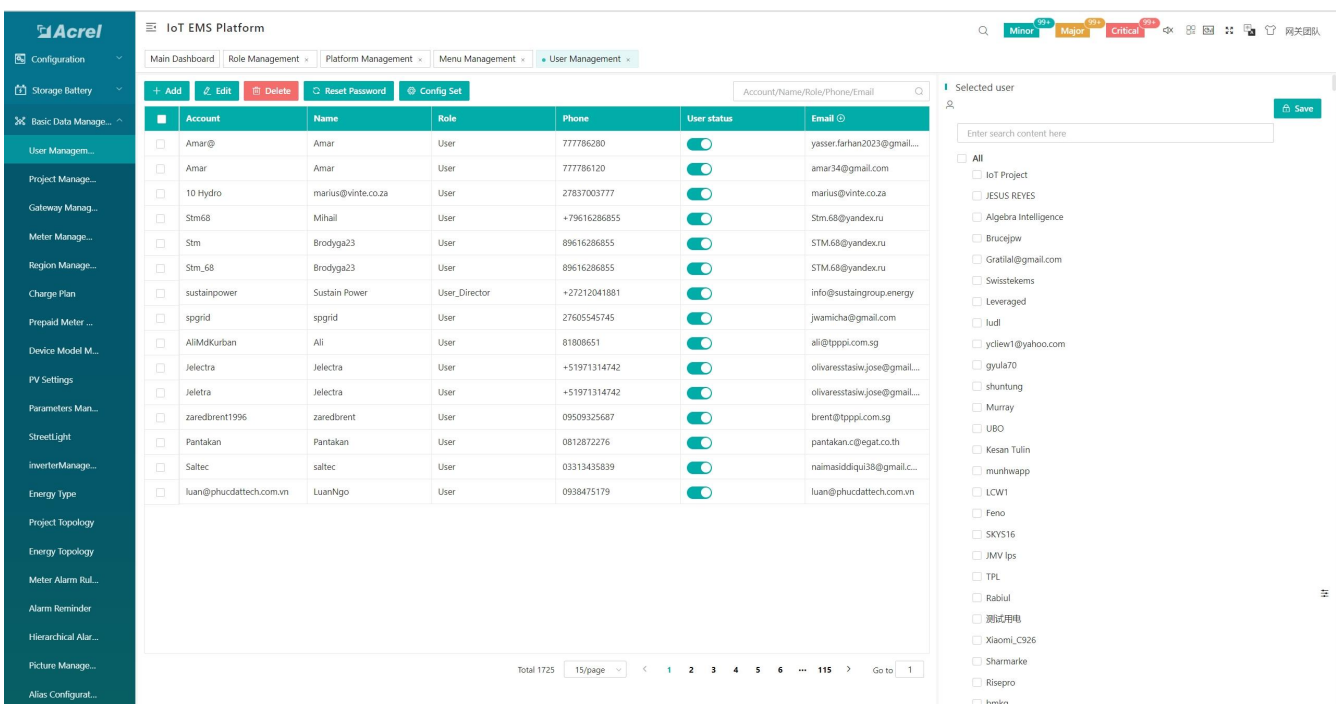 Acrel
IoT EMS Platform
Minor 99+ Major 99+ Critical 99+ 网关团队
Main Dashboard Role Management × Platform Management × Menu Management × User Management ×
Configuration
Storage Battery
Basic Data Manage...
User Managem...
Project Manage...
Gateway Manag...
Meter Manage...
Region Manage...
Charge Plan
Prepaid Meter ...
Device Model M...
PV Settings
Parameters Man...
StreetLight
inverterManage...
Energy Type
Project Topology
Energy Topology
Meter Alarm Rul...
Alarm Reminder
Hierarchical Alar...
Picture Manage...
Alias Configurat...
+ Add Edit Delete Reset Password Config Set Account/Name/Role/Phone/Email
Account Name Role Phone User status Email
Amar@ Amar User 777786280 yasser.farhan2023@gmail....
Amar Amar User 777786120 amar34@gmail.com
10 Hydro marius@vinte.co.za User 27837003777 marius@vinte.co.za
Stm68 Mihail User +79616286855 Stm.68@yandex.ru
Stm Brodyga23 User 89616286855 STM.68@yandex.ru
Stm_68 Brodyga23 User 89616286855 STM.68@yandex.ru
sustainpower Sustain Power User_Director +27212041881 info@sustaingroup.energy
spgrid spgrid User 27605545745 jwamicha@gmail.com
AliMdKurban Ali User 81808651 ali@tpppi.com.sg
Jelectra Jelectra User +51971314742 olivaresstasiw.jose@gmail....
Jeletra Jelectra User +51971314742 olivaresstasiw.jose@gmail....
zaredbrent1996 zaredbrent User 09509325687 brent@tpppi.com.sg
Pantakan Pantakan User 0812872276 pantakan.c@egat.co.th
Saltec saltec User 03313435839 naimasiddiqui38@gmail.c...
luan@phucdattech.com.vn LuanNgo User 0938475179 luan@phucdattech.com.vn
Total 1725 15/page < 1 2 3 4 5 6 ... 115 > Go to 1
Selected user
Save
Enter search content here
All
IoT Project
JESUS REYES
Algebra Intelligence
Brucejpw
Gratilal@gmail.com
Swisstekems
Leveraged
ludl
ycliew1@yahoo.com
gyula70
shuntung
Murray
UBO
Kesan Tulin
munhwapp
LCW1
Feno
SKYS16
JMV lps
TPL
Rabiul
测试用电
Xiaomi_C926
Sharmarke
Risepro